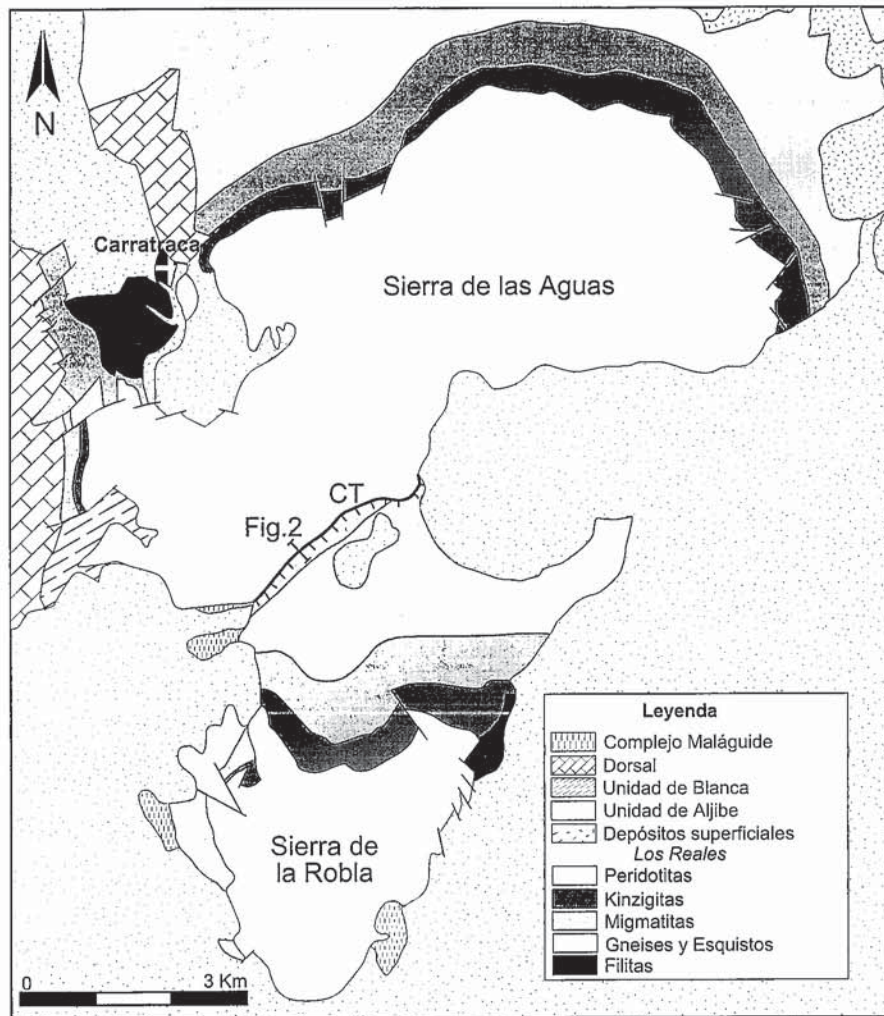 N
Carratraca
Sierra de las Aguas
CT
Fig.2
Sierra de
la Robla
Leyenda
Complejo Maláguide
Dorsal
Unidad de Blanca
Unidad de Aljibe
Depósitos superficiales
Los Reales
Peridotitas
Kinzigitas
Migmatitas
Gneises y Esquistos
Filitas
0 3 Km